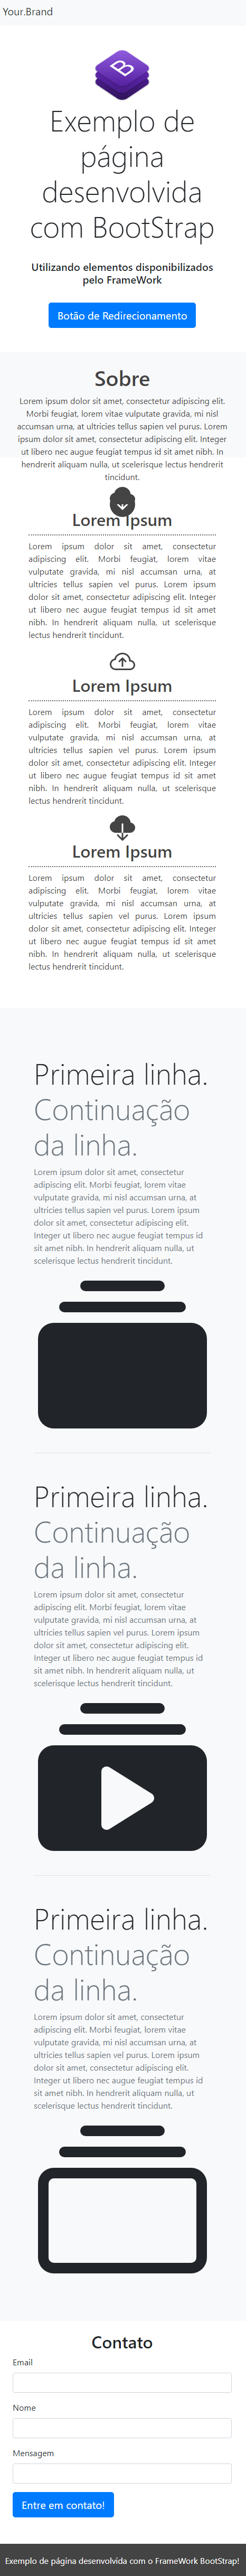 Your.Brand
Exemplo de
página
desenvolvida
com BootStrap
Utilizando elementos disponibilizados
pelo FrameWork
Botão de Redirecionamento
Sobre
Lorem ipsum dolor sit amet, consectetur adipiscing elit.
Morbi feugiat, lorem vitae vulputate gravida, mi nisl
accumsan urna, at ultricies tellus sapien vel purus. Lorem
ipsum dolor sit amet, consectetur adipiscing elit. Integer
ut libero nec augue feugiat tempus id sit amet nibh. In
hendrerit aliquam nulla, ut scelerisque lectus hendrerit
tincidunt.
Lorem Ipsum
Lorem ipsum dolor sit amet, consectetur
adipiscing elit. Morbi feugiat, lorem vitae
vulputate gravida, mi nisl accumsan urna, at
ultricies tellus sapien vel purus. Lorem ipsum
dolor sit amet, consectetur adipiscing elit. Integer
ut libero nec augue feugiat tempus id sit amet
nibh. In hendrerit aliquam nulla, ut scelerisque
lectus hendrerit tincidunt.
Lorem Ipsum
Lorem ipsum dolor sit amet, consectetur
adipiscing elit. Morbi feugiat, lorem vitae
vulputate gravida, mi nisl accumsan urna, at
ultricies tellus sapien vel purus. Lorem ipsum
dolor sit amet, consectetur adipiscing elit. Integer
ut libero nec augue feugiat tempus id sit amet
nibh. In hendrerit aliquam nulla, ut scelerisque
lectus hendrerit tincidunt.
Lorem Ipsum
Lorem ipsum dolor sit amet, consectetur
adipiscing elit. Morbi feugiat, lorem vitae
vulputate gravida, mi nisl accumsan urna, at
ultricies tellus sapien vel purus. Lorem ipsum
dolor sit amet, consectetur adipiscing elit. Integer
ut libero nec augue feugiat tempus id sit amet
nibh. In hendrerit aliquam nulla, ut scelerisque
lectus hendrerit tincidunt.
Primeira linha.
Continuação
da linha.
Lorem ipsum dolor sit amet, consectetur
adipiscing elit. Morbi feugiat, lorem vitae
vulputate gravida, mi nisl accumsan urna, at
ultricies tellus sapien vel purus. Lorem ipsum
dolor sit amet, consectetur adipiscing elit.
Integer ut libero nec augue feugiat tempus id
sit amet nibh. In hendrerit aliquam nulla, ut
scelerisque lectus hendrerit tincidunt.
Primeira linha.
Continuação
da linha.
Lorem ipsum dolor sit amet, consectetur
adipiscing elit. Morbi feugiat, lorem vitae
vulputate gravida, mi nisl accumsan urna, at
ultricies tellus sapien vel purus. Lorem ipsum
dolor sit amet, consectetur adipiscing elit.
Integer ut libero nec augue feugiat tempus id
sit amet nibh. In hendrerit aliquam nulla, ut
scelerisque lectus hendrerit tincidunt.
Primeira linha.
Continuação
da linha.
Lorem ipsum dolor sit amet, consectetur
adipiscing elit. Morbi feugiat, lorem vitae
vulputate gravida, mi nisl accumsan urna, at
ultricies tellus sapien vel purus. Lorem ipsum
dolor sit amet, consectetur adipiscing elit.
Integer ut libero nec augue feugiat tempus id
sit amet nibh. In hendrerit aliquam nulla, ut
scelerisque lectus hendrerit tincidunt.
Contato
Email
Nome
Mensagem
Entre em contato!
Exemplo de página desenvolvida com o FrameWork BootStrap!